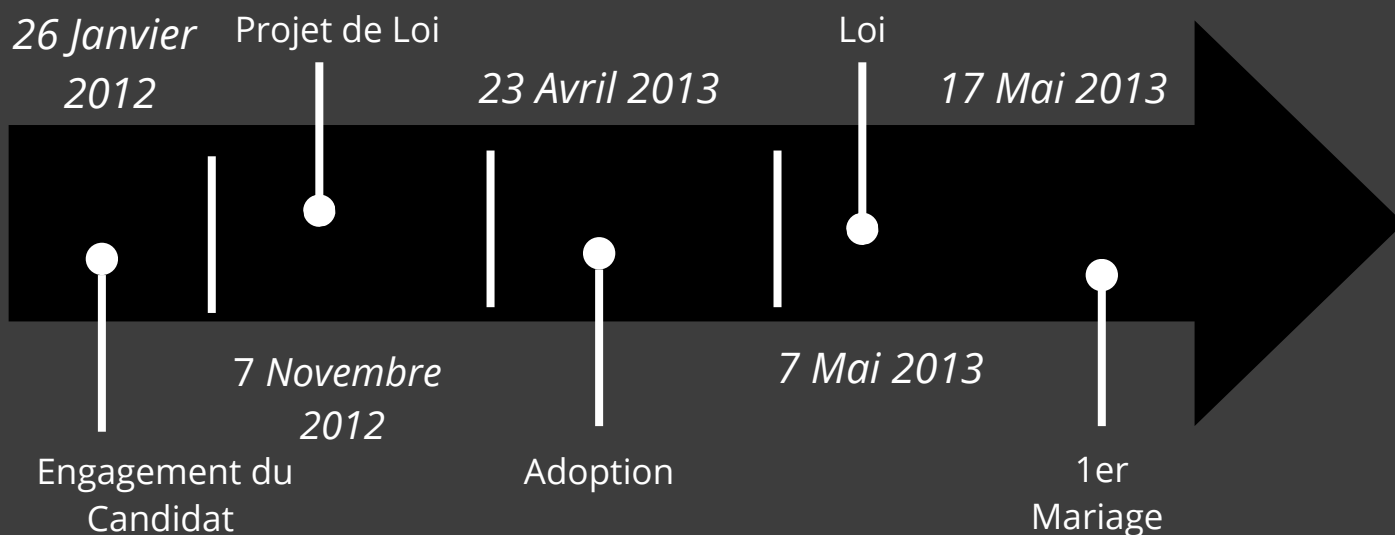 26 Janvier
2012
Projet de Loi
23 Avril 2013
Loi
17 Mai 2013
Engagement du
Candidat
7 Novembre
2012
Adoption
7 Mai 2013
1er
Mariage